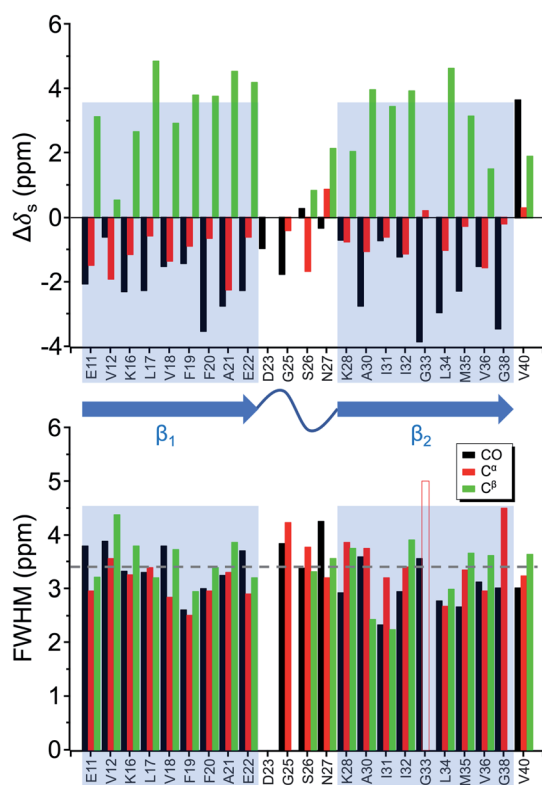 Δδs (ppm)
6
4
2
0
-2
-4
E11 V12 K16 L17 V18 F19 F20 A21 E22 D23 G25 S26 N27 K28 A30 I31 I32 G33 L34 M35 V36 G38 V40
β1 β2
FWHM (ppm)
6
5
4
3
2
1
0
CO
Cα
Cβ
E11 V12 K16 L17 V18 F19 F20 A21 E22 D23 G25 S26 N27 K28 A30 I31 I32 G33 L34 M35 V36 G38 V40